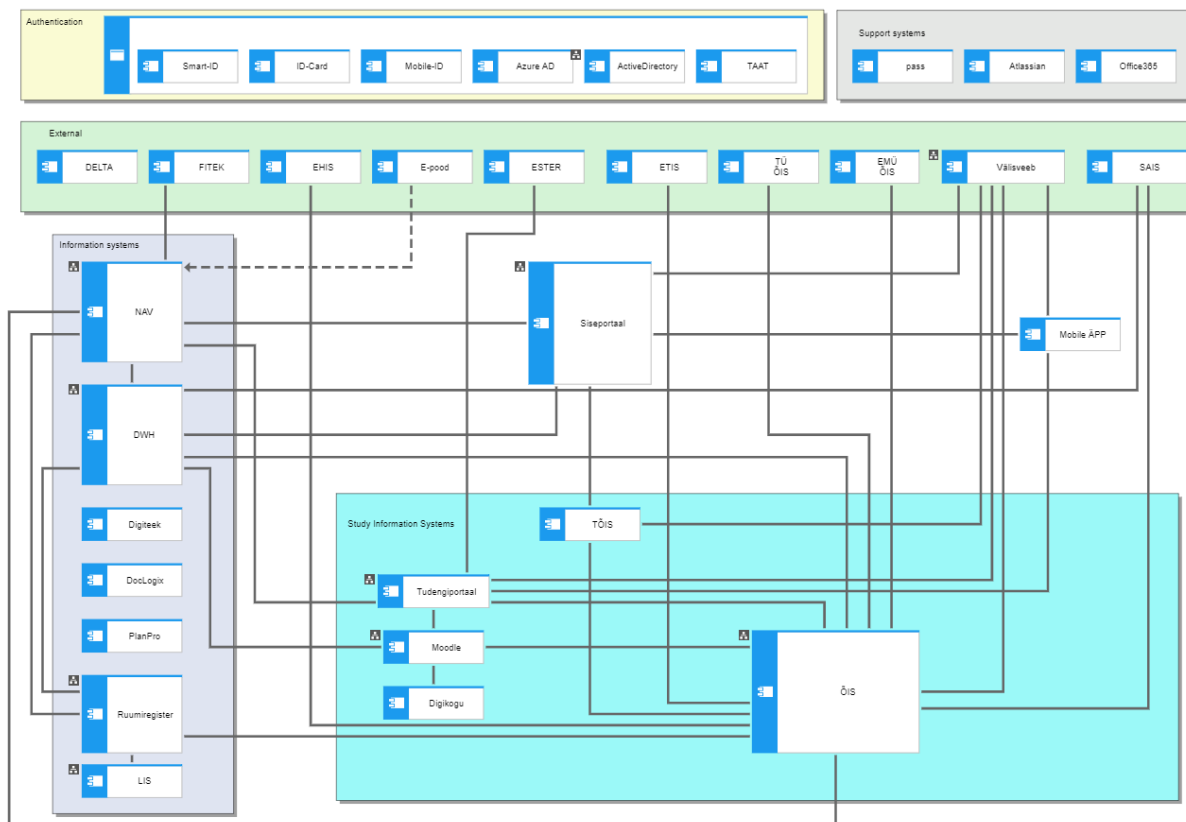 Authentication
Smart-ID
ID-Card
Mobile-ID
Azure AD
ActiveDirectory
TAAT
Support systems
pass
Atlassian
Office365
External
DELTA
FITEK
EHIS
E-pood
ESTER
ETIS
TÜ
ÕIS
EMÜ
ÕIS
Välisveeb
SAIS
Information systems
NAV
Siseportaal
Mobile ÄPP
DWH
Digiteek
DocLogix
PlanPro
Ruumiregister
LIS
Study Information Systems
TÕIS
Tudengiportaal
Moodle
Digikogu
ÕIS